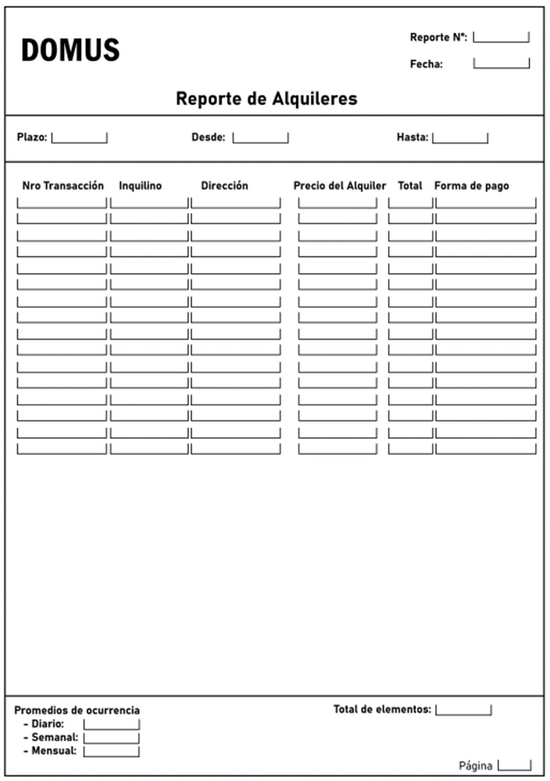 DOMUS
Reporte N°:
Fecha:
Reporte de Alquileres
Plazo: Desde: Hasta:
Nro Transacción Inquilino Dirección Precio del Alquiler Total Forma de pago
Promedios de ocurrencia
Total de elementos:
- Diario:
- Semanal:
- Mensual:
Página